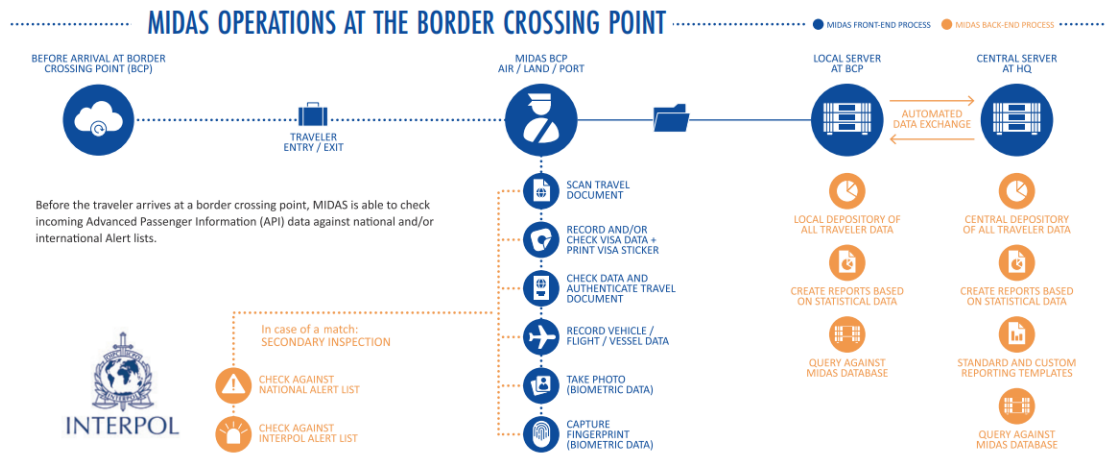 MIDAS OPERATIONS AT THE BORDER CROSSING POINT
MIDAS FRONT-END PROCESS
MIDAS BACK-END PROCESS
BEFORE ARRIVAL AT BORDER
CROSSING POINT (BCP)
MIDAS BCP
AIR / LAND / PORT
LOCAL SERVER
AT BCP
CENTRAL SERVER
AT HQ
TRAVELER
ENTRY / EXIT
AUTOMATED
DATA EXCHANGE
Before the traveler arrives at a border crossing point, MIDAS is able to check
incoming Advanced Passenger Information (API) data against national and/or
international Alert lists.
SCAN TRAVEL
DOCUMENT
RECORD AND/OR
CHECK VISA DATA +
PRINT VISA STICKER
CHECK DATA AND
AUTHENTICATE TRAVEL
DOCUMENT
RECORD VEHICLE /
FLIGHT / VESSEL DATA
TAKE PHOTO
(BIOMETRIC DATA)
CAPTURE
FINGERPRINT
(BIOMETRIC DATA)
In case of a match:
SECONDARY INSPECTION
CHECK AGAINST
NATIONAL ALERT LIST
CHECK AGAINST
INTERPOL ALERT LIST
INTERPOL
LOCAL DEPOSITORY OF
ALL TRAVELER DATA
CREATE REPORTS BASED
ON STATISTICAL DATA
QUERY AGAINST
MIDAS DATABASE
CENTRAL DEPOSITORY
OF ALL TRAVELER DATA
CREATE REPORTS BASED
ON STATISTICAL DATA
STANDARD AND CUSTOM
REPORTING TEMPLATES
QUERY AGAINST
MIDAS DATABASE